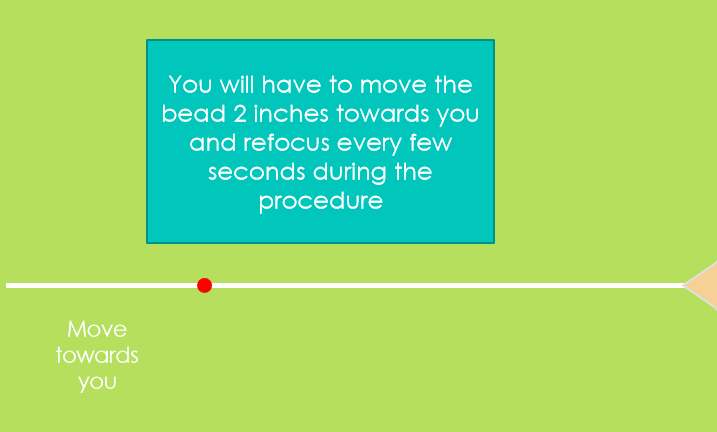 You will have to move the
bead 2 inches towards you
and refocus every few
seconds during the
procedure
Move
towards
you